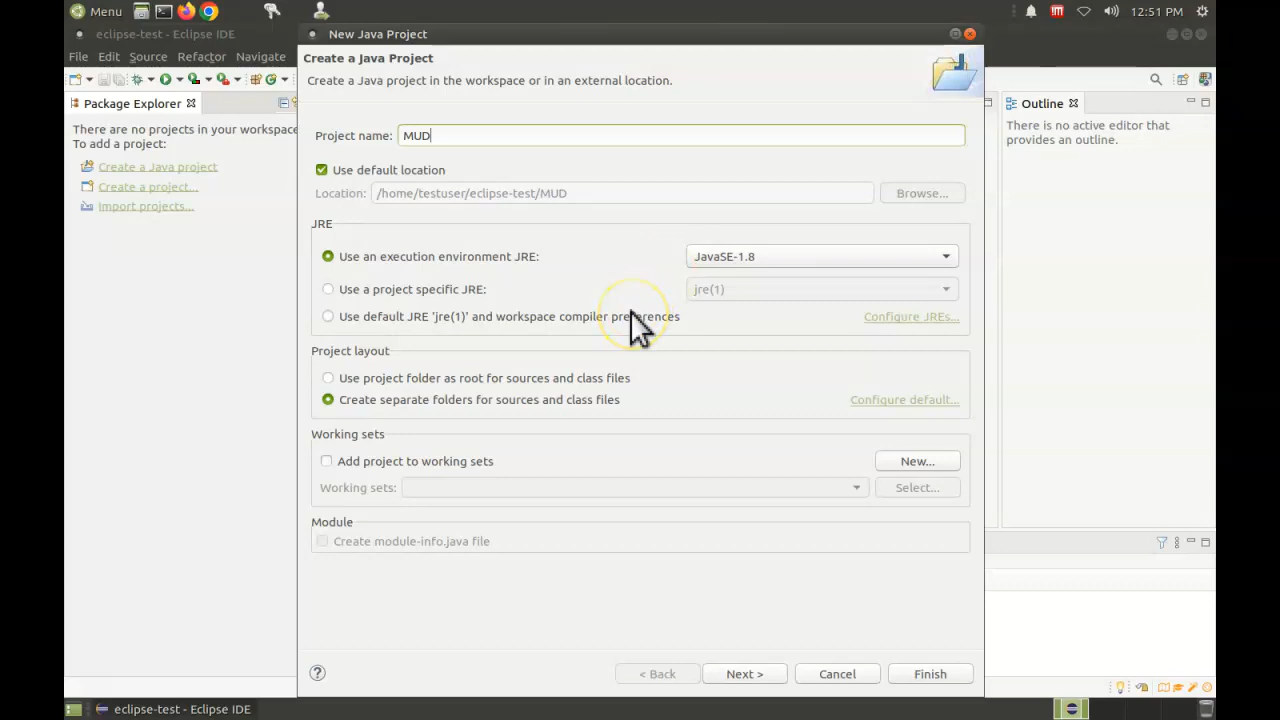 Menu
12:51 PM
eclipse-test - Eclipse IDE
New Java Project
File Edit Source Refactor Navigate
Create a Java Project
Create a Java project in the workspace or in an external location.
Package Explorer
Outline
There are no projects in your workspace
To add a project:
Create a Java project
Create a project...
Import projects...
There is no active editor that
provides an outline.
Project name: MUD
Use default location
Location: /home/testuser/eclipse-test/MUD Browse...
JRE
Use an execution environment JRE: JavaSE-1.8
Use a project specific JRE: jre(1)
Use default JRE 'jre(1)' and workspace compiler preferences Configure JREs...
Project layout
Use project folder as root for sources and class files
Create separate folders for sources and class files Configure default...
Working sets
Add project to working sets New...
Working sets: Select...
Module
Create module-info.java file
? < Back Next > Cancel Finish
eclipse-test - Eclipse IDE